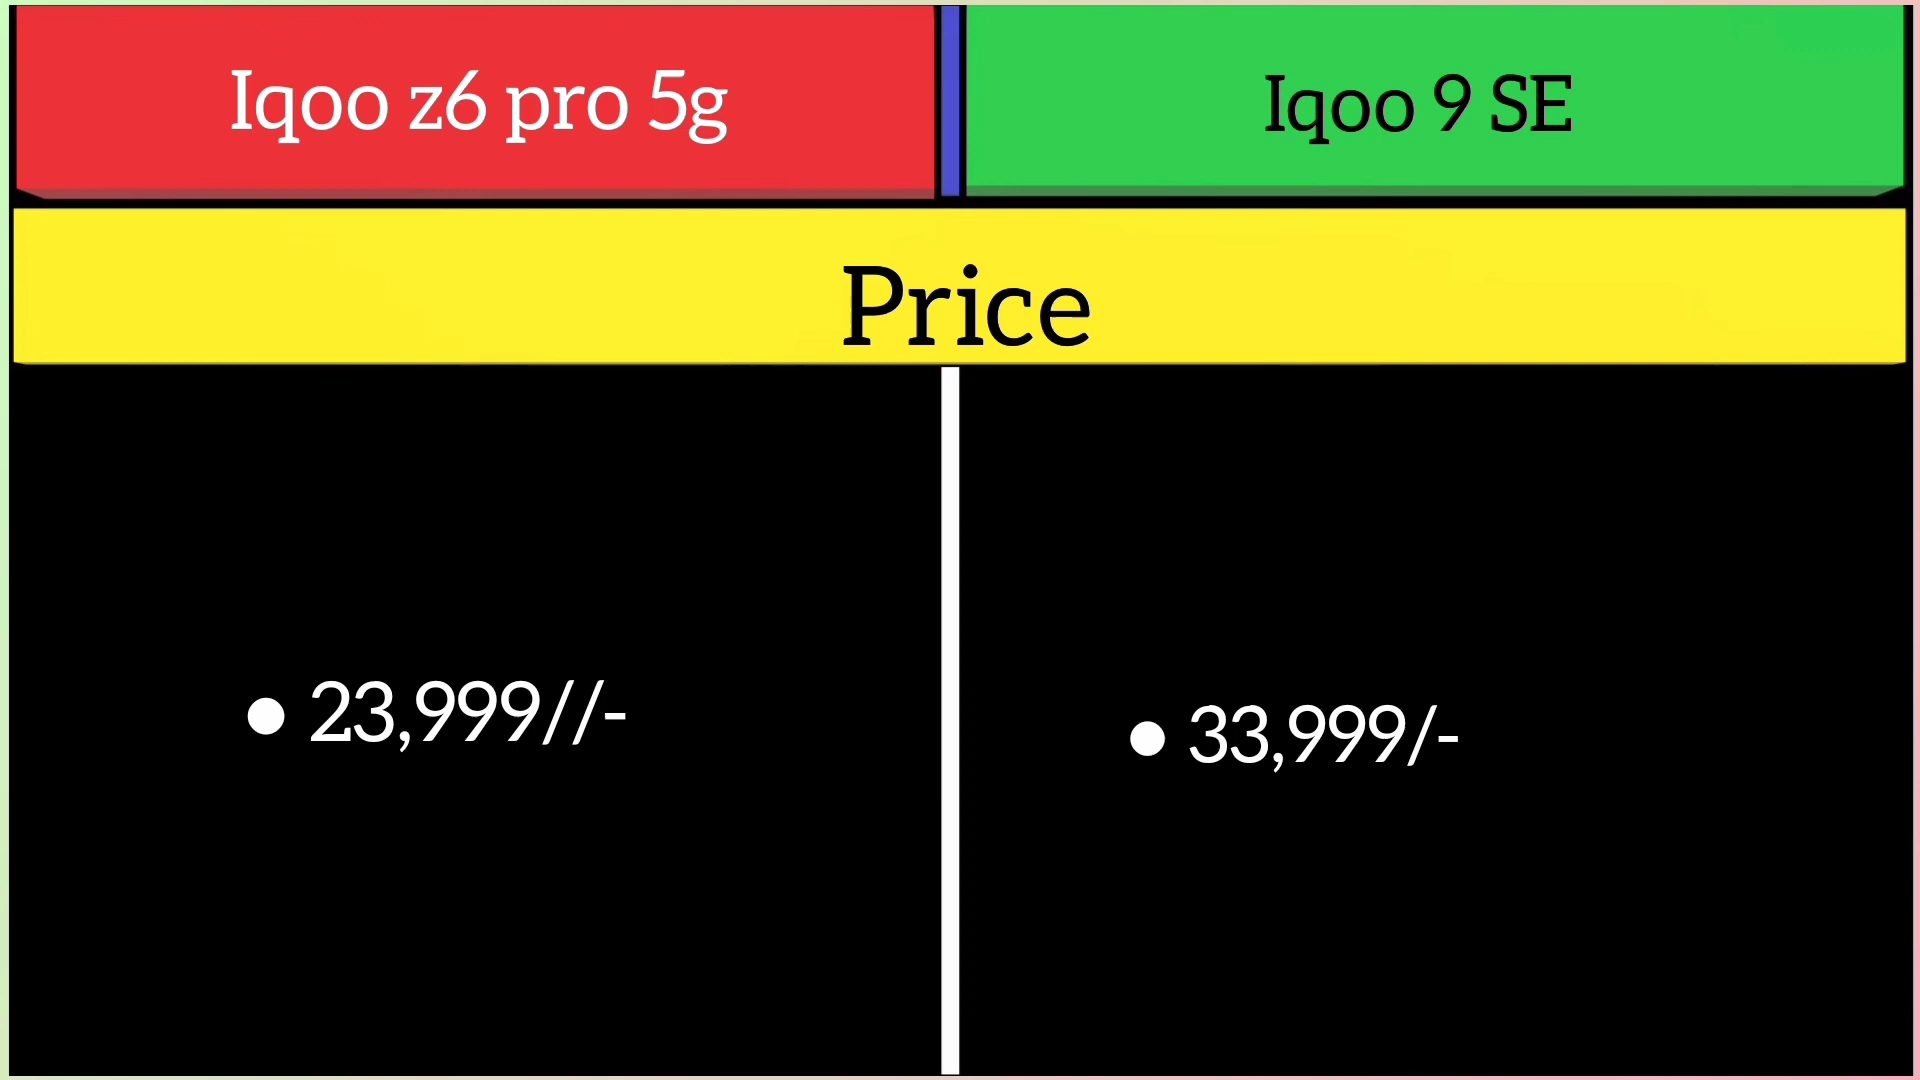 Iqoo z6 pro 5g
Iqoo 9 SE
Price
• 23,999//-
• 33,999/-